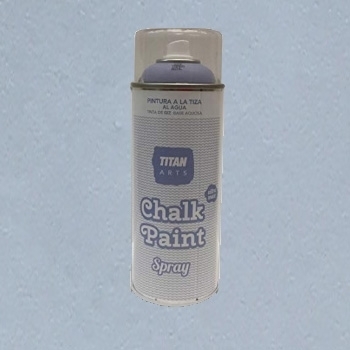 PINTURA A LA TIZA
AL AGUA
TITAN
ARTS
Chalk
Paint
Spray